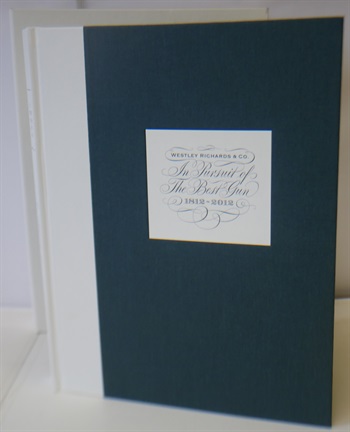 WESTLEY RICHARDS & CO
In Pursuit of
The Best Gun
1812 - 2012